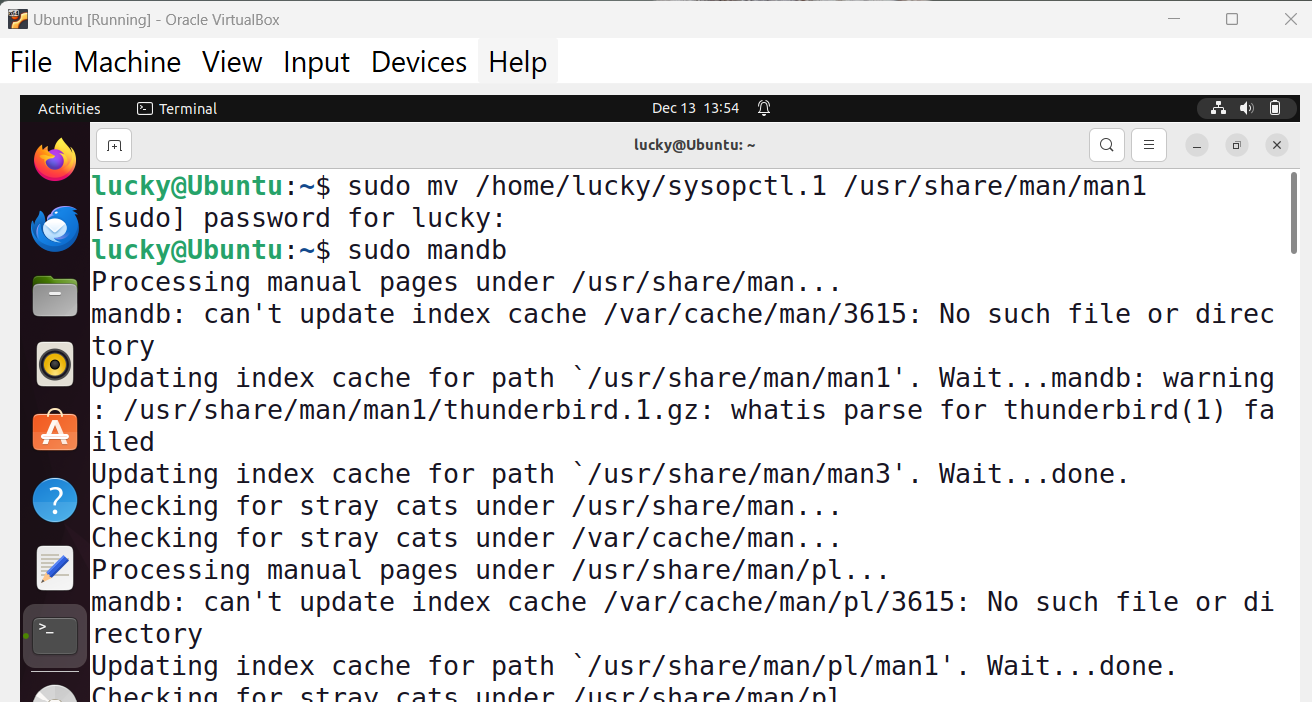 Ubuntu [Running] - Oracle VirtualBox
File Machine View Input Devices Help
Activities Terminal Dec 13 13:54
lucky@Ubuntu: ~
lucky@Ubuntu:~$ sudo mv /home/lucky/sysopctl.1 /usr/share/man/man1
[sudo] password for lucky:
lucky@Ubuntu:~$ sudo mandb
Processing manual pages under /usr/share/man...
mandb: can't update index cache /var/cache/man/3615: No such file or direc
tory
Updating index cache for path `/usr/share/man/man1'. Wait...mandb: warning
: /usr/share/man/man1/thunderbird.1.gz: whatis parse for thunderbird(1) fa
iled
Updating index cache for path `/usr/share/man/man3'. Wait...done.
Checking for stray cats under /usr/share/man...
Checking for stray cats under /var/cache/man...
Processing manual pages under /usr/share/man/pl...
mandb: can't update index cache /var/cache/man/pl/3615: No such file or di
rectory
Updating index cache for path `/usr/share/man/pl/man1'. Wait...done.
Checking for stray cats under /usr/share/man/pl